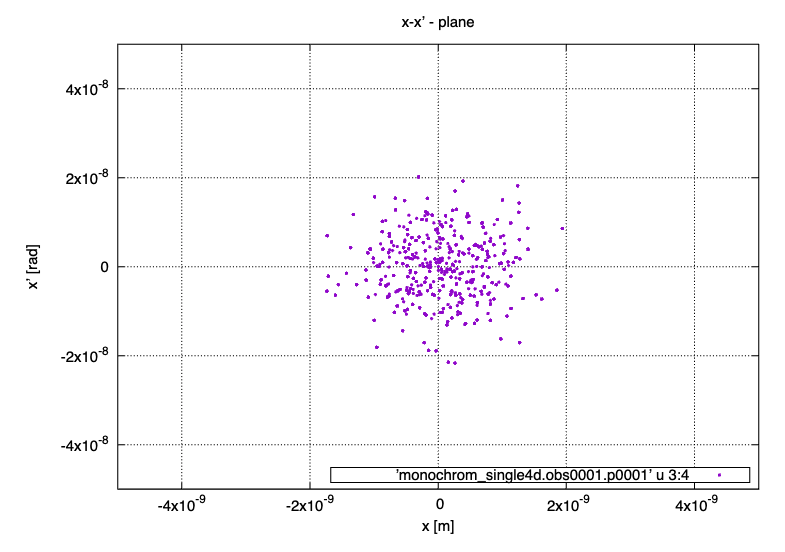 x-x’ - plane
x’ [rad]
4x10⁻⁸
2x10⁻⁸
0
-2x10⁻⁸
-4x10⁻⁸
'monochrom_single4d.obs0001.p0001’ u 3:4
-4x10⁻⁹ -2x10⁻⁹ 0 2x10⁻⁹ 4x10⁻⁹
x [m]